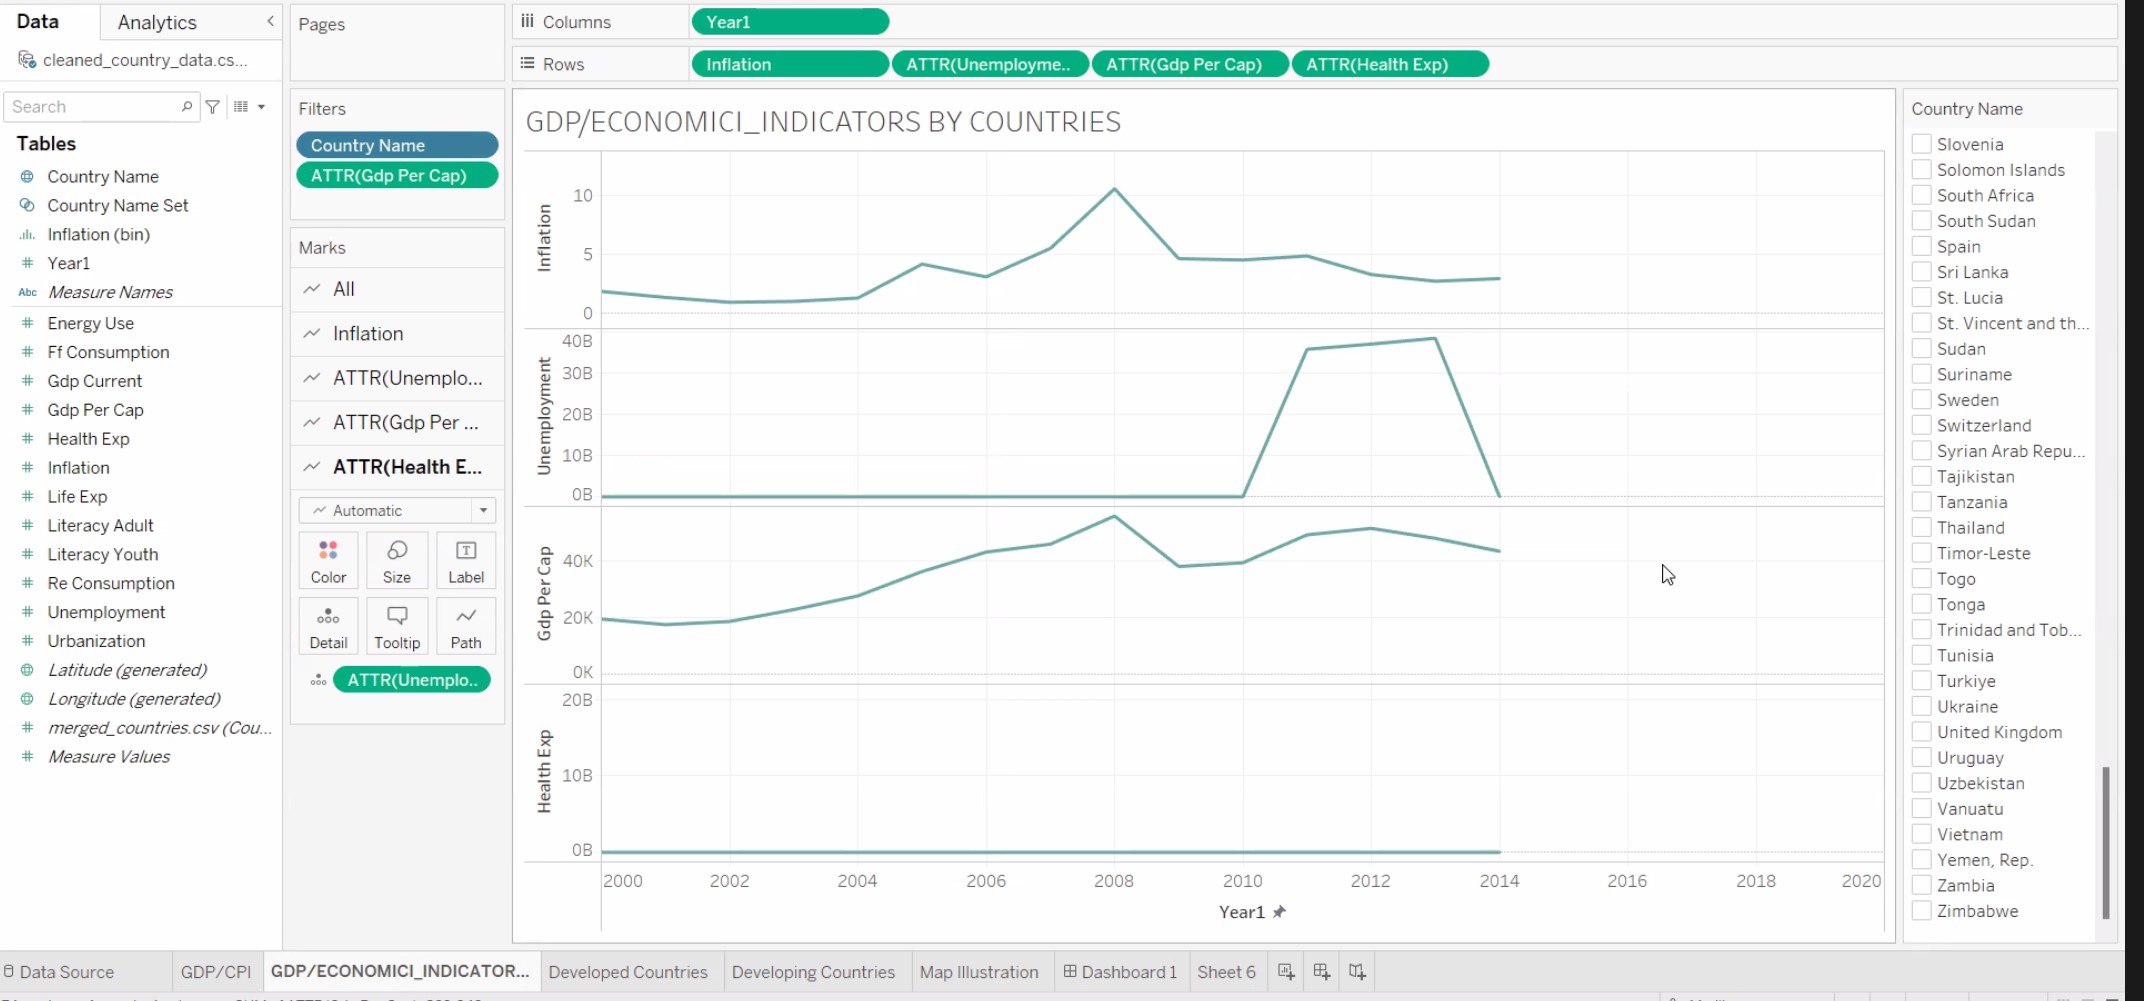 Data
Analytics
cleaned_country_data.cs...
Search
Tables
Country Name
Country Name Set
Inflation (bin)
Year1
Abc Measure Names
Energy Use
Ff Consumption
Gdp Current
Gdp Per Cap
Health Exp
Inflation
Life Exp
Literacy Adult
Literacy Youth
Re Consumption
Unemployment
Urbanization
Latitude (generated)
Longitude (generated)
merged_countries.csv (Cou...
Measure Values
Pages
Filters
Country Name
ATTR(Gdp Per Cap)
Marks
All
Inflation
ATTR(Unemplo...
ATTR(Gdp Per ...
ATTR(Health E...
Automatic
Color
Size
Label
Detail
Tooltip
Path
ATTR(Unemplo..
Columns
Year1
Rows
Inflation
ATTR(Unemployme..
ATTR(Gdp Per Cap)
ATTR(Health Exp)
GDP/ECONOMICI_INDICATORS BY COUNTRIES
Inflation
10
5
0
Unemployment
40B
30B
20B
10B
0B
Gdp Per Cap
40K
20K
0K
Health Exp
20B
10B
0B
2000 2002 2004 2006 2008 2010 2012 2014 2016 2018 2020
Year1
Country Name
Slovenia
Solomon Islands
South Africa
South Sudan
Spain
Sri Lanka
St. Lucia
St. Vincent and th...
Sudan
Suriname
Sweden
Switzerland
Syrian Arab Repu...
Tajikistan
Tanzania
Thailand
Timor-Leste
Togo
Tonga
Trinidad and Tob...
Tunisia
Turkiye
Ukraine
United Kingdom
Uruguay
Uzbekistan
Vanuatu
Vietnam
Yemen, Rep.
Zambia
Zimbabwe
Data Source
GDP/CPI
GDP/ECONOMICI_INDICATOR...
Developed Countries
Developing Countries
Map Illustration
Dashboard 1
Sheet 6